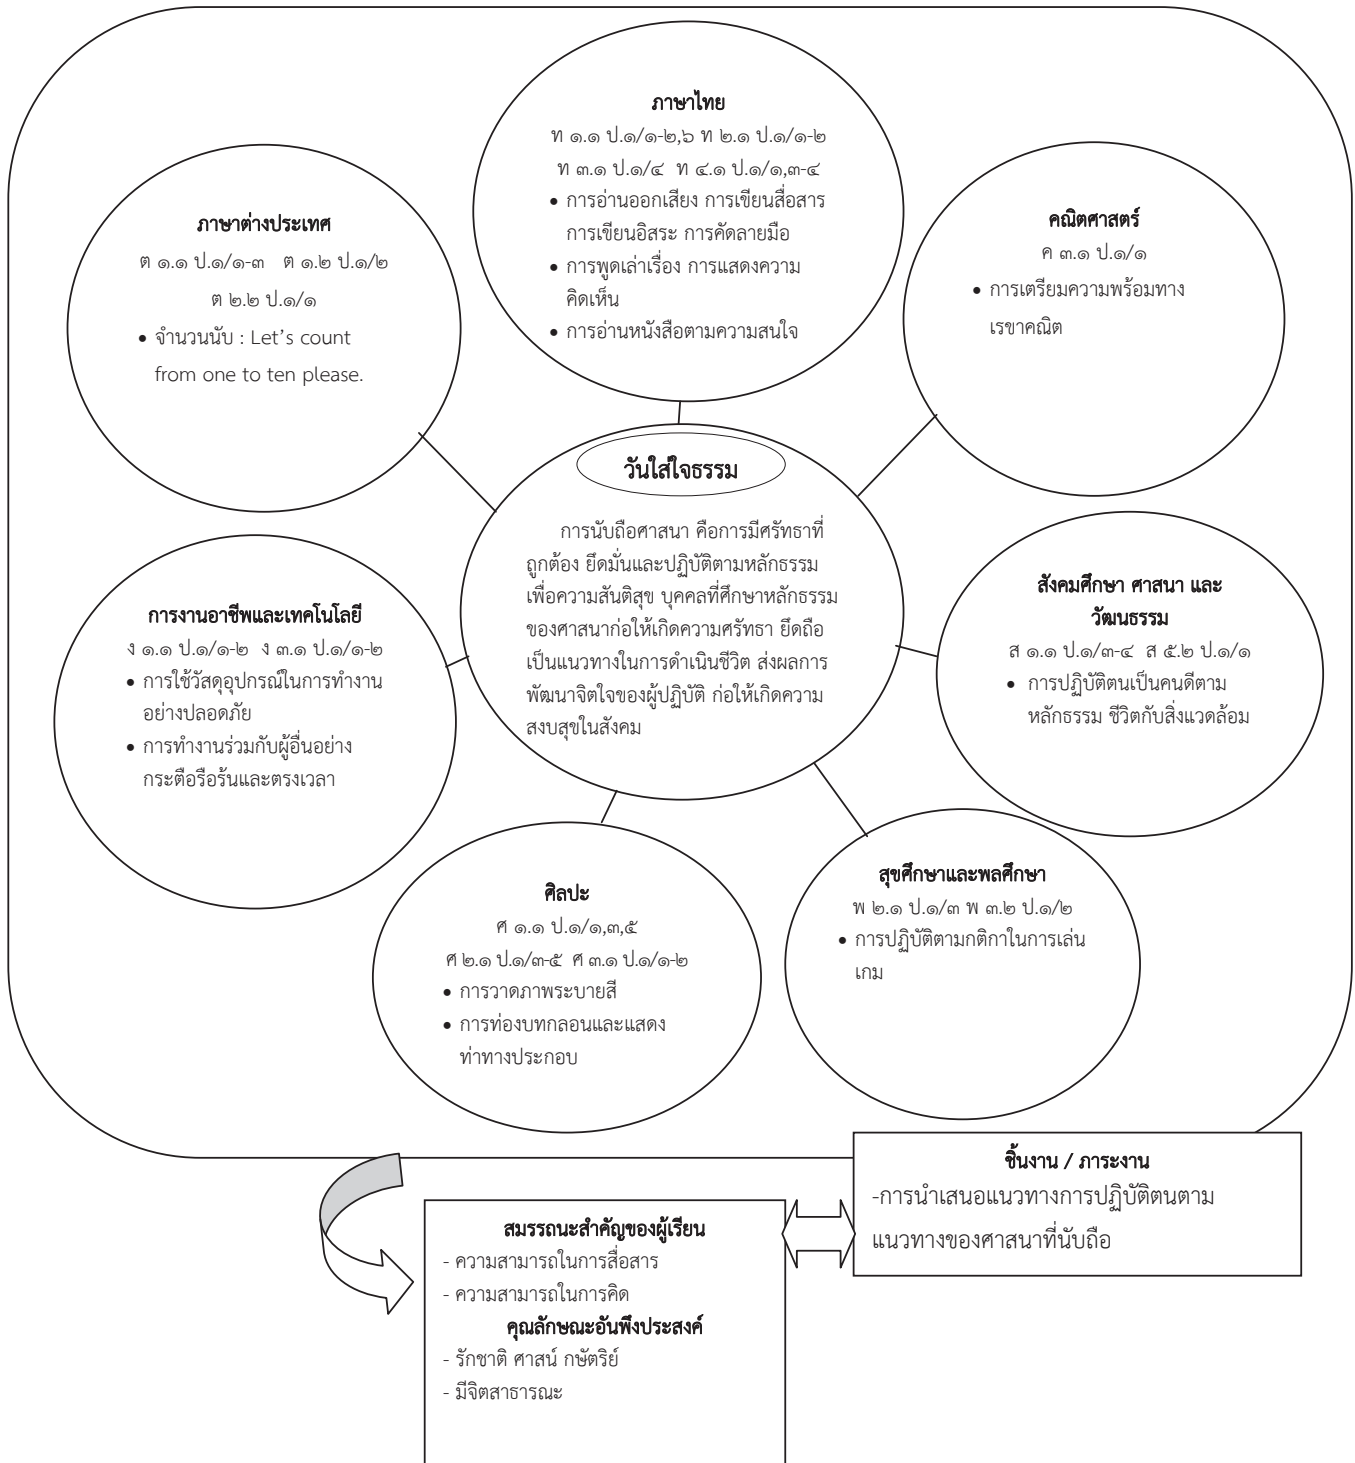 ภาษาไทย
ท ๑.๑ ป.๑/๑-๒,๖ ท ๒.๑ ป.๑/๑-๒
ท ๓.๑ ป.๑/๔ ท ๔.๑ ป.๑/๑,๓-๔
• การอ่านออกเสียง การเขียนสื่อสาร
การเขียนอิสระ การคัดลายมือ
• การพูดเล่าเรื่อง การแสดงความ
คิดเห็น
• การอ่านหนังสือตามความสนใจ
ภาษาต่างประเทศ
ต ๑.๑ ป.๑/๑-๓ ต ๑.๒ ป.๑/๒
ต ๒.๒ ป.๑/๑
• จำนวนนับ : Let's count
from one to ten please.
คณิตศาสตร์
ค ๓.๑ ป.๑/๑
• การเตรียมความพร้อมทาง
เรขาคณิต
วันใส่ใจธรรม
การนับถือศาสนา คือการมีศรัทธาที่
ถูกต้อง ยึดมั่นและปฏิบัติตามหลักธรรม
เพื่อความสันติสุข บุคคลที่ศึกษาหลักธรรม
ของศาสนาก่อให้เกิดความศรัทธา ยึดถือ
เป็นแนวทางในการดำเนินชีวิต ส่งผลการ
พัฒนาจิตใจของผู้ปฏิบัติ ก่อให้เกิดความ
สงบสุขในสังคม
การงานอาชีพและเทคโนโลยี
ง ๑.๑ ป.๑/๑-๒ ง ๓.๑ ป.๑/๑-๒
• การใช้วัสดุอุปกรณ์ในการทำงาน
อย่างปลอดภัย
• การทำงานร่วมกับผู้อื่นอย่าง
กระตือรือร้นและตรงเวลา
สังคมศึกษา ศาสนา และ
วัฒนธรรม
ส ๑.๑ ป.๑/๓-๔ ส ๕.๒ ป.๑/๑
• การปฏิบัติตนเป็นคนดีตาม
หลักธรรม ชีวิตกับสิ่งแวดล้อม
ศิลปะ
ศ ๑.๑ ป.๑/๑,๓,๕
ศ ๒.๑ ป.๑/๓-๕ ศ ๓.๑ ป.๑/๑-๒
• การวาดภาพระบายสี
• การท่องบทกลอนและแสดง
ท่าทางประกอบ
สุขศึกษาและพลศึกษา
พ ๒.๑ ป.๑/๓ พ ๓.๒ ป.๑/๒
• การปฏิบัติตามกติกาในการเล่น
เกม
ชิ้นงาน / ภาระงาน
-การนำเสนอแนวทางการปฏิบัติตนตาม
แนวทางของศาสนาที่นับถือ
สมรรถนะสำคัญของผู้เรียน
- ความสามารถในการสื่อสาร
- ความสามารถในการคิด
คุณลักษณะอันพึงประสงค์
- รักชาติ ศาสน์ กษัตริย์
- มีจิตสาธารณะ